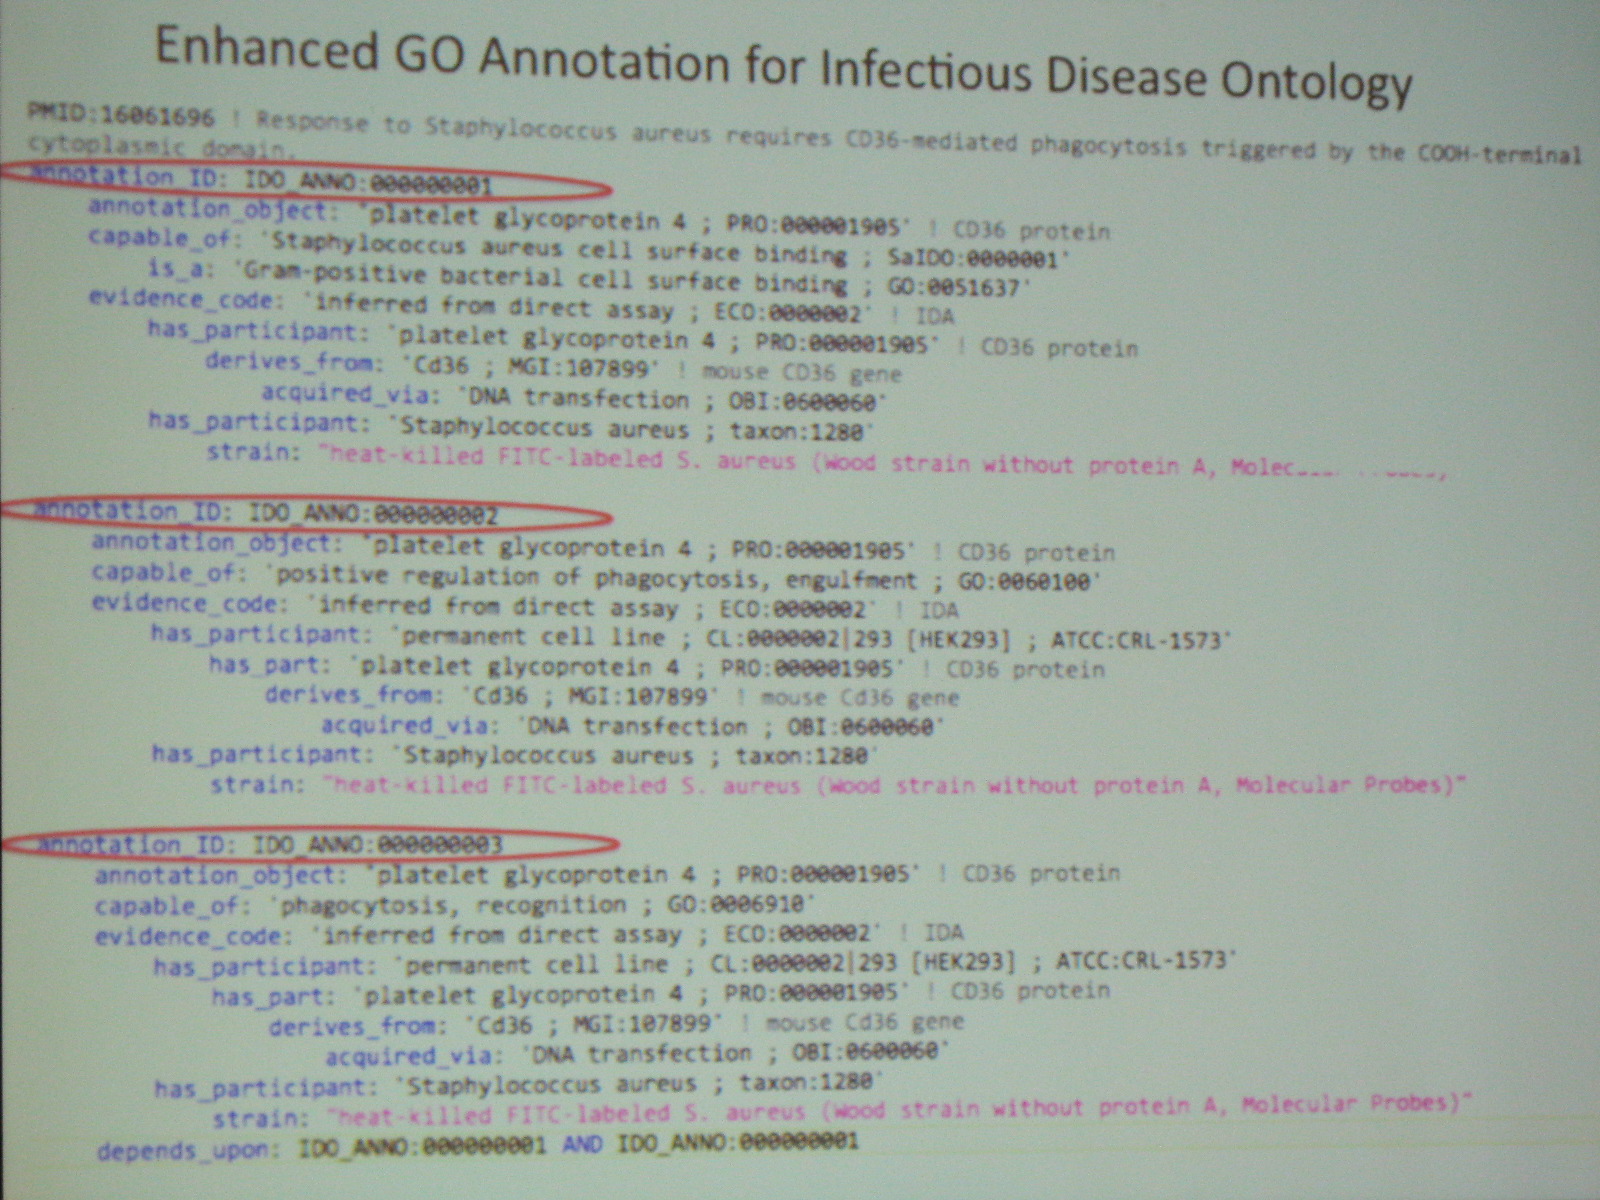 Enhanced GO Annotation for Infectious Disease Ontology
PMID:16061696 ! Response to Staphylococcus aureus requires CD36-mediated phagocytosis triggered by the COOH-terminal
cytoplasmic domain.
annotation_ID: IDO_ANNO:000000001
annotation_object: 'platelet glycoprotein 4 ; PRO:000001905' ! CD36 protein
capable_of: 'Staphylococcus aureus cell surface binding ; SaIDO:0000001'
is_a: 'Gram-positive bacterial cell surface binding ; GO:0051637'
evidence_code: 'inferred from direct assay ; ECO:0000002' ! IDA
has_participant: 'platelet glycoprotein 4 ; PRO:000001905' ! CD36 protein
derives_from: 'Cd36 ; MGI:107899' ! mouse CD36 gene
acquired_via: 'DNA transfection ; OBI:0600060'
has_participant: 'Staphylococcus aureus ; taxon:1280'
strain: "heat-killed FITC-labeled S. aureus (Wood strain without protein A,
annotation_ID: IDO_ANNO:000000002
annotation_object: 'platelet glycoprotein 4 ; PRO:000001905' ! CD36 protein
capable_of: 'positive regulation of phagocytosis, engulfment ; GO:0060100'
evidence_code: 'inferred from direct assay ; ECO:0000002' ! IDA
has_participant: 'permanent cell line ; CL:0000002|293 [HEK293] ; ATCC:CRL-1573'
has_part: 'platelet glycoprotein 4 ; PRO:000001905' ! CD36 protein
derives_from: 'Cd36 ; MGI:107899' ! mouse Cd36 gene
acquired_via: 'DNA transfection ; OBI:0600060'
has_participant: 'Staphylococcus aureus ; taxon:1280'
strain: "heat-killed FITC-labeled S. aureus (Wood strain without protein A, Molecular Probes)"
annotation_ID: IDO_ANNO:000000003
annotation_object: 'platelet glycoprotein 4 ; PRO:000001905' ! CD36 protein
capable_of: 'phagocytosis, recognition ; GO:0006910'
evidence_code: 'inferred from direct assay ; ECO:0000002' ! IDA
has_participant: 'permanent cell line ; CL:0000002|293 [HEK293] ; ATCC:CRL-1573'
has_part: 'platelet glycoprotein 4 ; PRO:000001905' ! CD36 protein
derives_from: 'Cd36 ; MGI:107899' ! mouse Cd36 gene
acquired_via: 'DNA transfection ; OBI:0600060'
has_participant: 'Staphylococcus aureus ; taxon:1280'
strain: "heat-killed FITC-labeled S. aureus (Wood strain without protein A, Molecular Probes)"
depends_upon: IDO_ANNO:000000001 AND IDO_ANNO:000000001